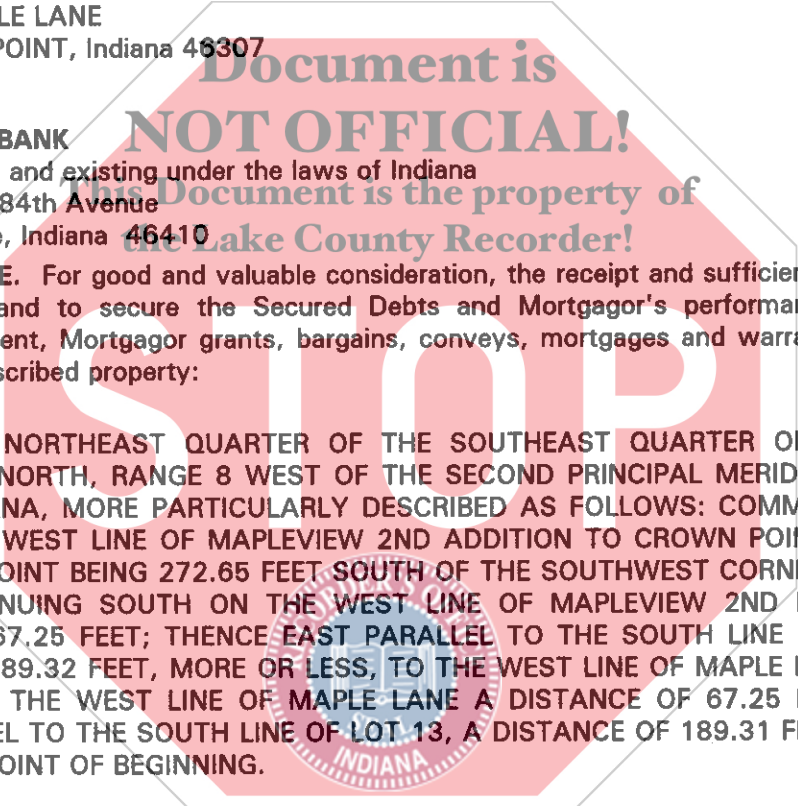 LE LANE
POINT, Indiana 46307
Document is
BANK
NOT OFFICIAL!
and existing under the laws of Indiana
This Document is the property of
84th Avenue
, Indiana 46410
the Lake County Recorder!
E. For good and valuable consideration, the receipt and sufficien
and to secure the Secured Debts and Mortgagor's performa
ent, Mortgagor grants, bargains, conveys, mortgages and warra
scribed property:
STOP
NORTHEAST QUARTER OF THE SOUTHEAST QUARTER O
NORTH, RANGE 8 WEST OF THE SECOND PRINCIPAL MERID
NA, MORE PARTICULARLY DESCRIBED AS FOLLOWS: COMM
WEST LINE OF MAPLEVIEW 2ND ADDITION TO CROWN POI
OINT BEING 272.65 FEET SOUTH OF THE SOUTHWEST CORN
NUING SOUTH ON THE WEST LINE OF MAPLEVIEW 2ND
67.25 FEET; THENCE EAST PARALLEL TO THE SOUTH LINE
89.32 FEET, MORE OR LESS, TO THE WEST LINE OF MAPLE
THE WEST LINE OF MAPLE LANE A DISTANCE OF 67.25
EL TO THE SOUTH LINE OF LOT 13, A DISTANCE OF 189.31 F
OINT OF BEGINNING.
RECORDER'S OFFICE
SEAL
INDIANA